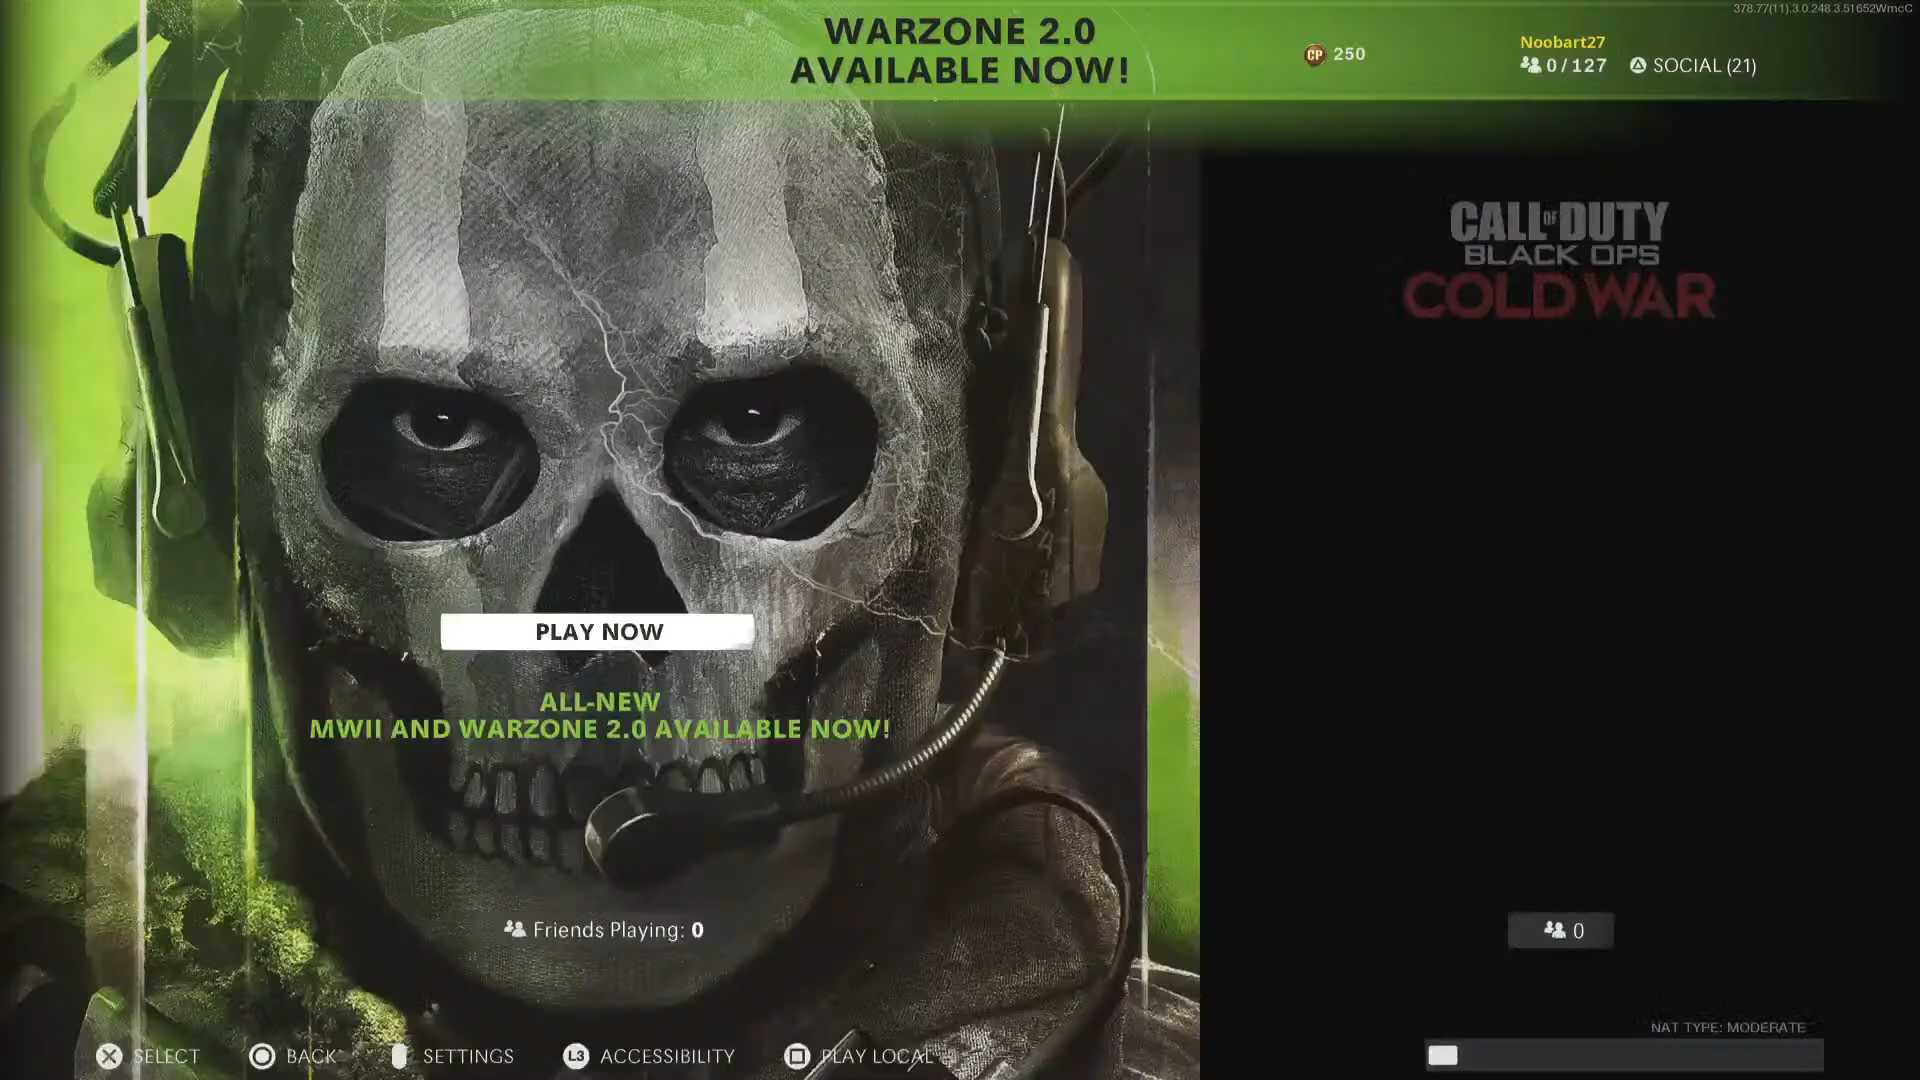 378.77(11).3.0.248.3.51652WmcC
WARZONE 2.0
AVAILABLE NOW!
CP 250
Noobart27
0/127
SOCIAL (21)
CALL OF DUTY
BLACK OPS
COLD WAR
PLAY NOW
ALL-NEW
MWII AND WARZONE 2.0 AVAILABLE NOW!
Friends Playing: 0
0
NAT TYPE: MODERATE
SELECT
BACK
SETTINGS
L3 ACCESSIBILITY
PLAY LOCAL